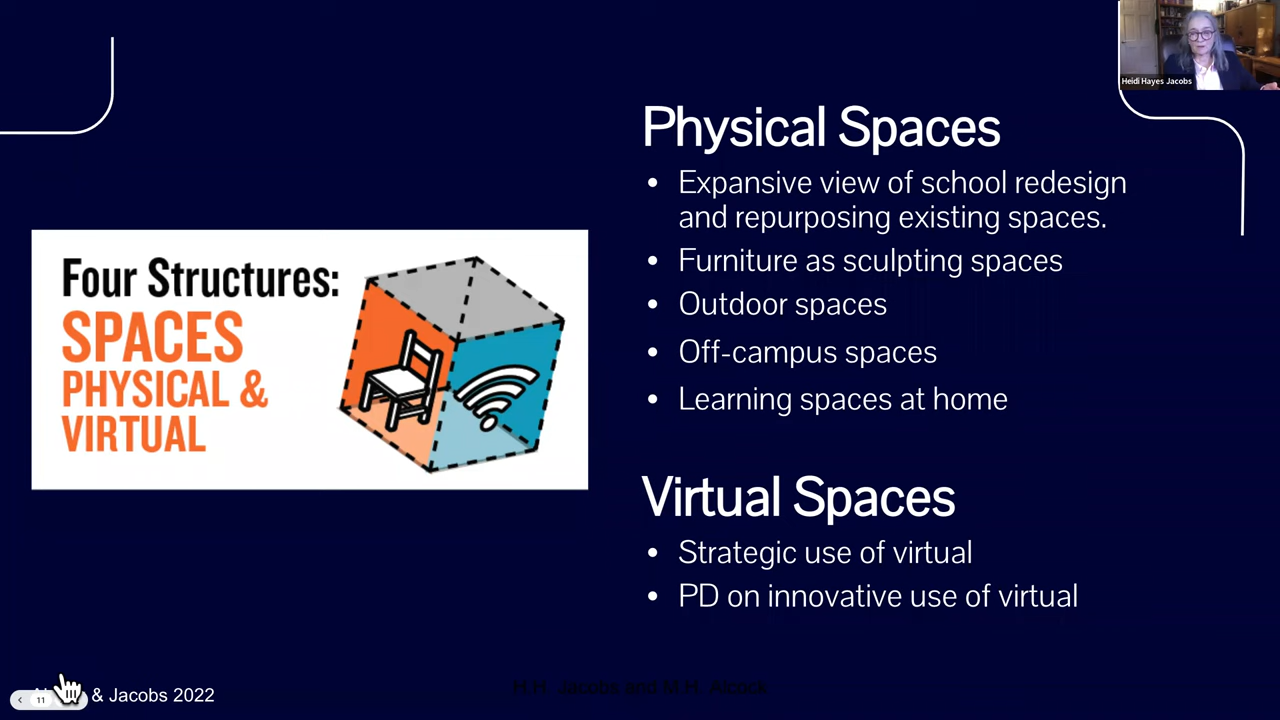 Heidi Hayes Jacobs
Physical Spaces
• Expansive view of school redesign
and repurposing existing spaces.
• Furniture as sculpting spaces
• Outdoor spaces
• Off-campus spaces
• Learning spaces at home
Four Structures:
SPACES
PHYSICAL &
VIRTUAL
Virtual Spaces
• Strategic use of virtual
• PD on innovative use of virtual
11
& Jacobs 2022
H.H. Jacobs and M.H. Alcock